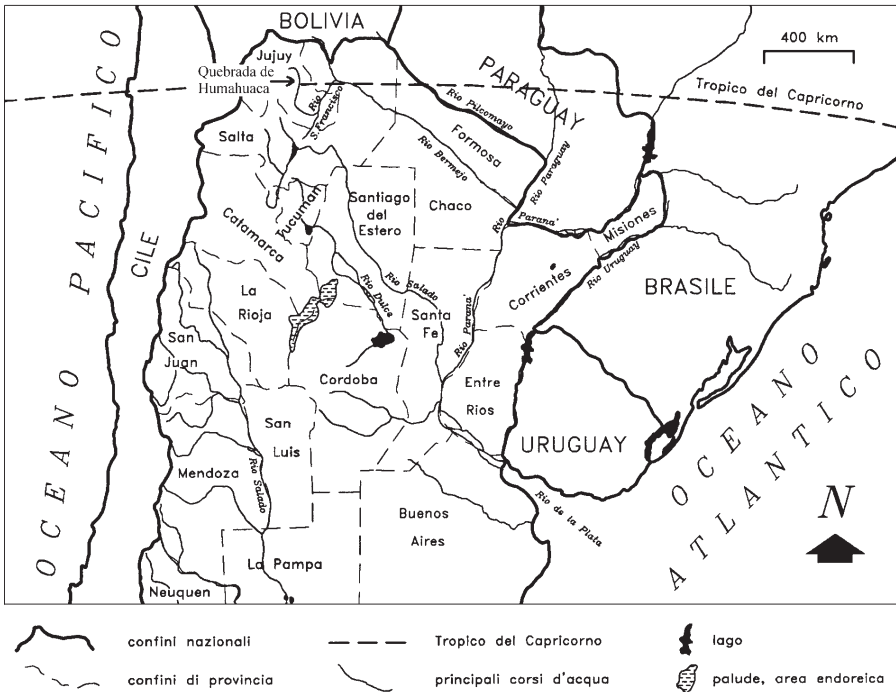 BOLIVIA
400 km
Jujuy
Quebrada de
Humahuaca
PARAGUAY
Tropico del Capricorno
Rio
S. Francisco
Rio Pilcomayo
Salta
Formosa
Rio Bermejo
Rio Paraguay
OCEANO PACIFICO
CILE
Tucuman
Santiago
del
Estero
Chaco
Catamarca
Rio
Parana'
Misiones
Rio Uruguay
Corrientes
BRASILE
La
Rioja
Rio Dulce
Rio Salado
Santa
Fe
Rio Parana'
San
Juan
Cordoba
Entre
Rios
San
Luis
URUGUAY
OCEANO
ATLANTICO
Mendoza
Rio Salado
Buenos
Aires
Rio de la Plata
N
La Pampa
Neuquen
confini nazionali
Tropico del Capricorno
lago
confini di provincia
principali corsi d'acqua
palude, area endoreica